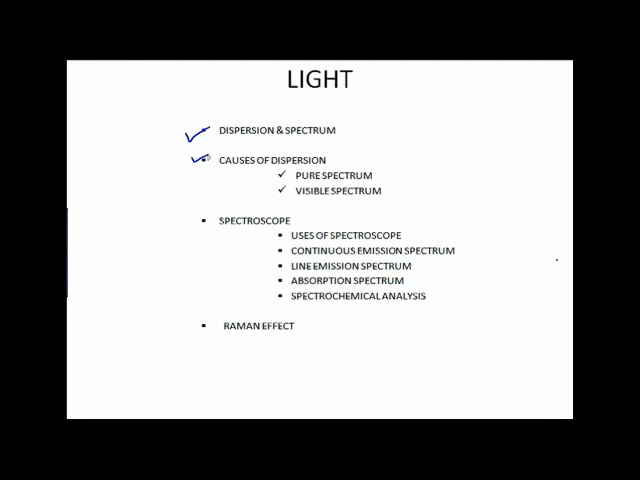 LIGHT
DISPERSION & SPECTRUM
CAUSES OF DISPERSION
PURE SPECTRUM
VISIBLE SPECTRUM
SPECTROSCOPE
USES OF SPECTROSCOPE
CONTINUOUS EMISSION SPECTRUM
LINE EMISSION SPECTRUM
ABSORPTION SPECTRUM
SPECTROCHEMICAL ANALYSIS
RAMAN EFFECT